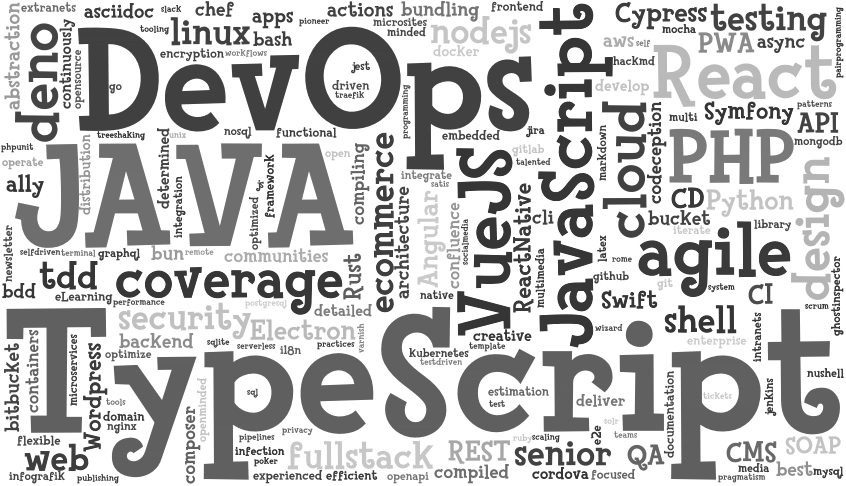 extranets
asciidoc
slack
chef
apps
actions
bundling
frontend
abstraction
continuously
opensource
deno
tooling
linux
bash
pioneer
microsites
minded
nodejs
docker
Cypress
testing
mocha
PWA
async
aws
self
hackmd
React
develop
pairprogramming
DevOps
encryption
workflows
go
jest
driven
traefik
programming
embedded
jira
gitlab
talented
JavaScript
markdown
cloud
codeception
multi
Symfony
patterns
API
mongodb
PHP
phpunit
operate
ally
treeshaking
unix
nosql
functional
distribution
JAVA
determined
integration
optimized
qr
framework
open
compiling
ecommerce
integrate
satis
architecture
Angular
confluence
socialmedia
VueJS
ReactNative
cli
multimedia
latex
rome
github
CD
Python
bucket
iterate
library
design
agile
git
system
CI
scrum
ghostinspector
newsletter
selfdriven
terminal
graphql
bun
remote
communities
bdd
tdd
eLearning
coverage
performance
postgresql
Rust
detailed
native
creative
template
Swift
wizard
shell
enterprise
intranets
security
Electron
backend
optimize
sqlite
serverless
i18n
practices
varnish
Kubernetes
testdriven
TypeScript
bitbucket
containers
microservices
Wordpress
tools
domain
nginx
composer
openminded
sql
estimation
test
deliver
solr
teams
e2e
documentation
tickets
jenkins
nushell
flexible
web
infografik
publishing
pipelines
privacy
infection
poker
experienced
efficient
fullstack
openapi
REST
compiled
ruby
scaling
senior
cordova
focused
QA
CMS
media
pragmatism
SOAP
best
mysql